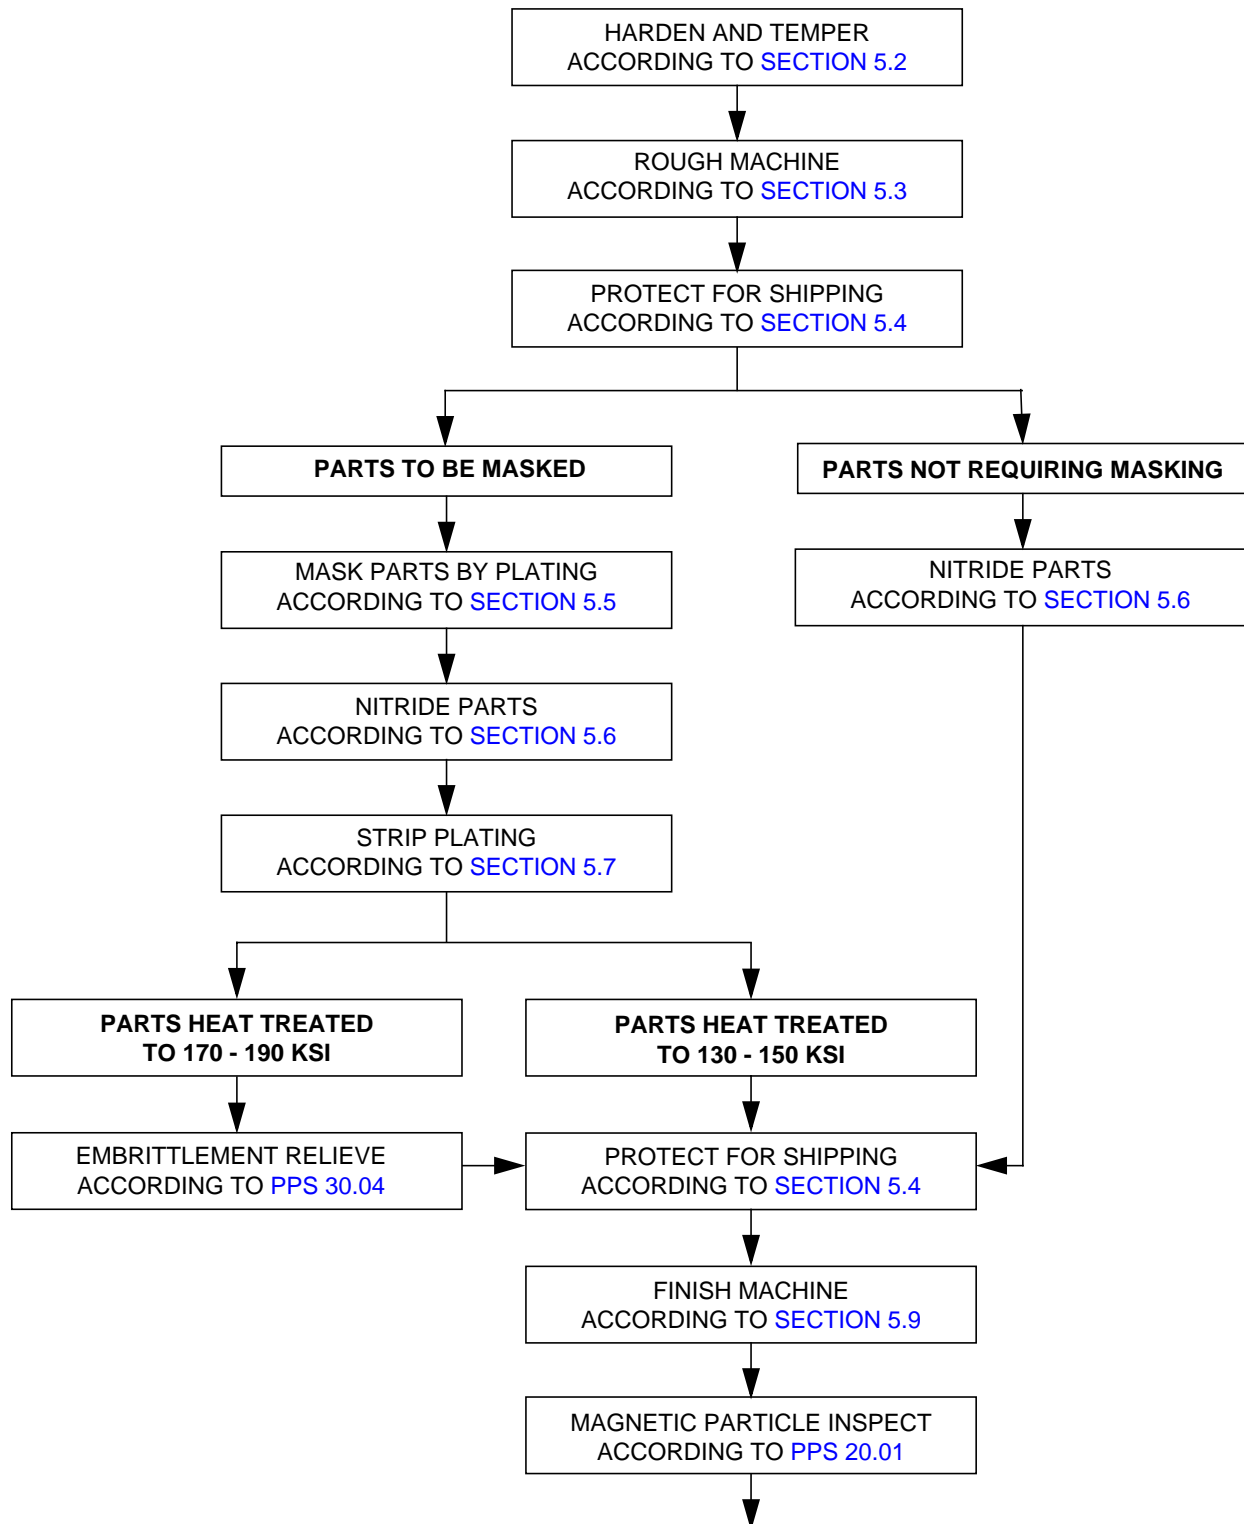 HARDEN AND TEMPER
ACCORDING TO SECTION 5.2
ROUGH MACHINE
ACCORDING TO SECTION 5.3
PROTECT FOR SHIPPING
ACCORDING TO SECTION 5.4
PARTS TO BE MASKED
PARTS NOT REQUIRING MASKING
MASK PARTS BY PLATING
ACCORDING TO SECTION 5.5
NITRIDE PARTS
ACCORDING TO SECTION 5.6
NITRIDE PARTS
ACCORDING TO SECTION 5.6
STRIP PLATING
ACCORDING TO SECTION 5.7
PARTS HEAT TREATED
TO 170 - 190 KSI
PARTS HEAT TREATED
TO 130 - 150 KSI
EMBRITTLEMENT RELIEVE
ACCORDING TO PPS 30.04
PROTECT FOR SHIPPING
ACCORDING TO SECTION 5.4
FINISH MACHINE
ACCORDING TO SECTION 5.9
MAGNETIC PARTICLE INSPECT
ACCORDING TO PPS 20.01